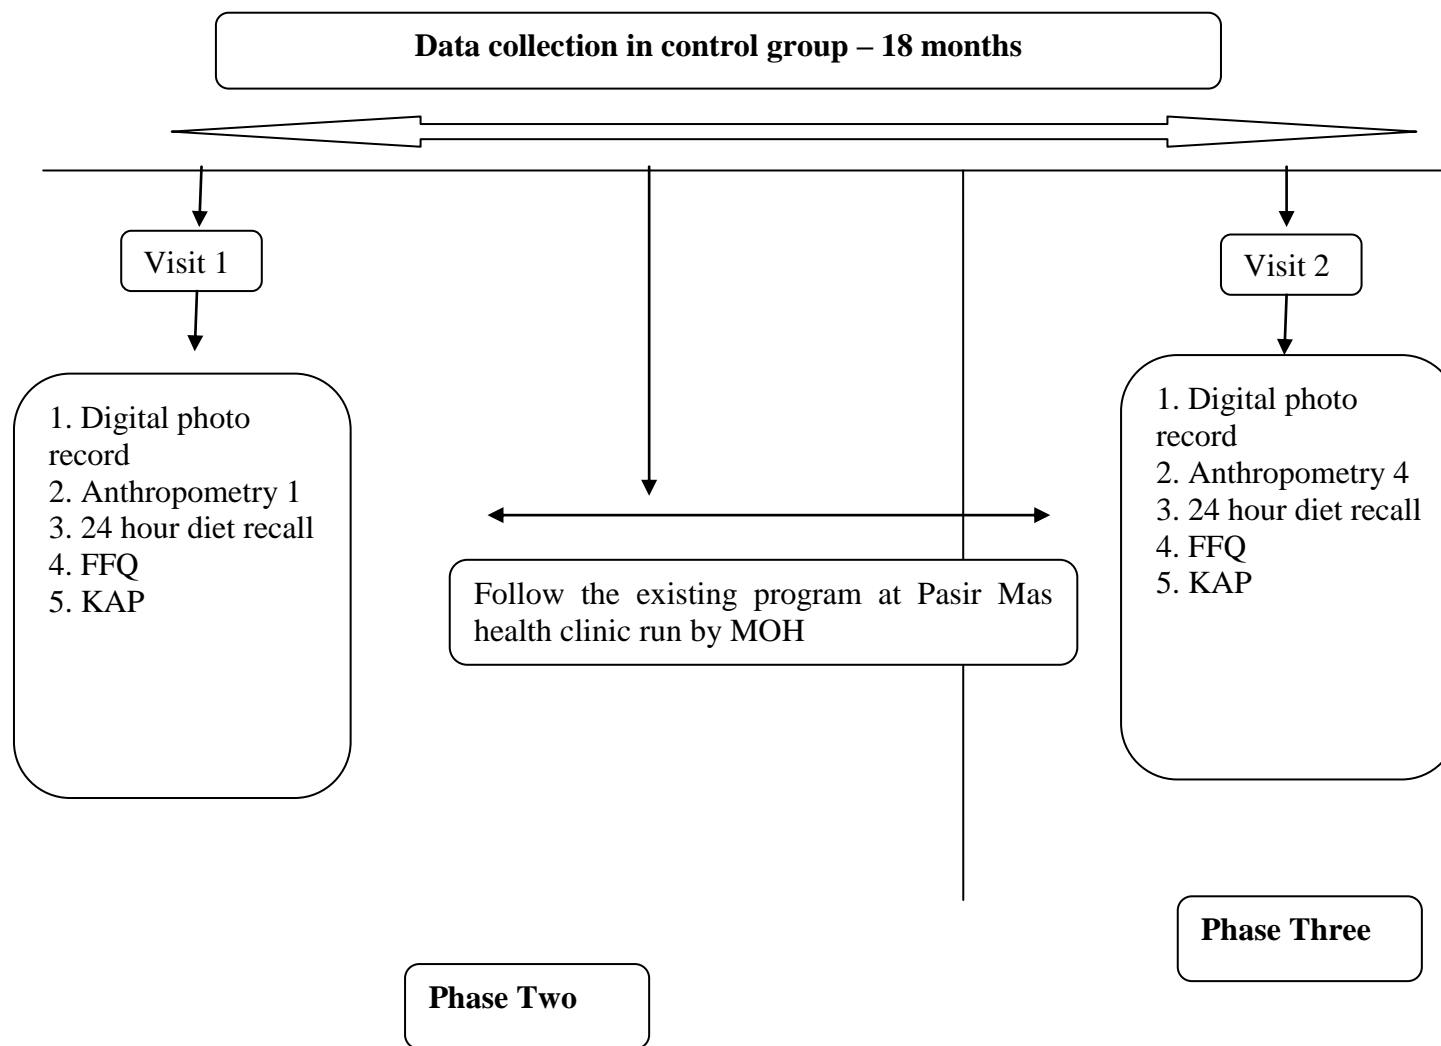 Data collection in control group – 18 months
Visit 1
Visit 2
1. Digital photo
record
2. Anthropometry 1
3. 24 hour diet recall
4. FFQ
5. KAP
Follow the existing program at Pasir Mas
health clinic run by MOH
1. Digital photo
record
2. Anthropometry 4
3. 24 hour diet recall
4. FFQ
5. KAP
Phase Three
Phase Two